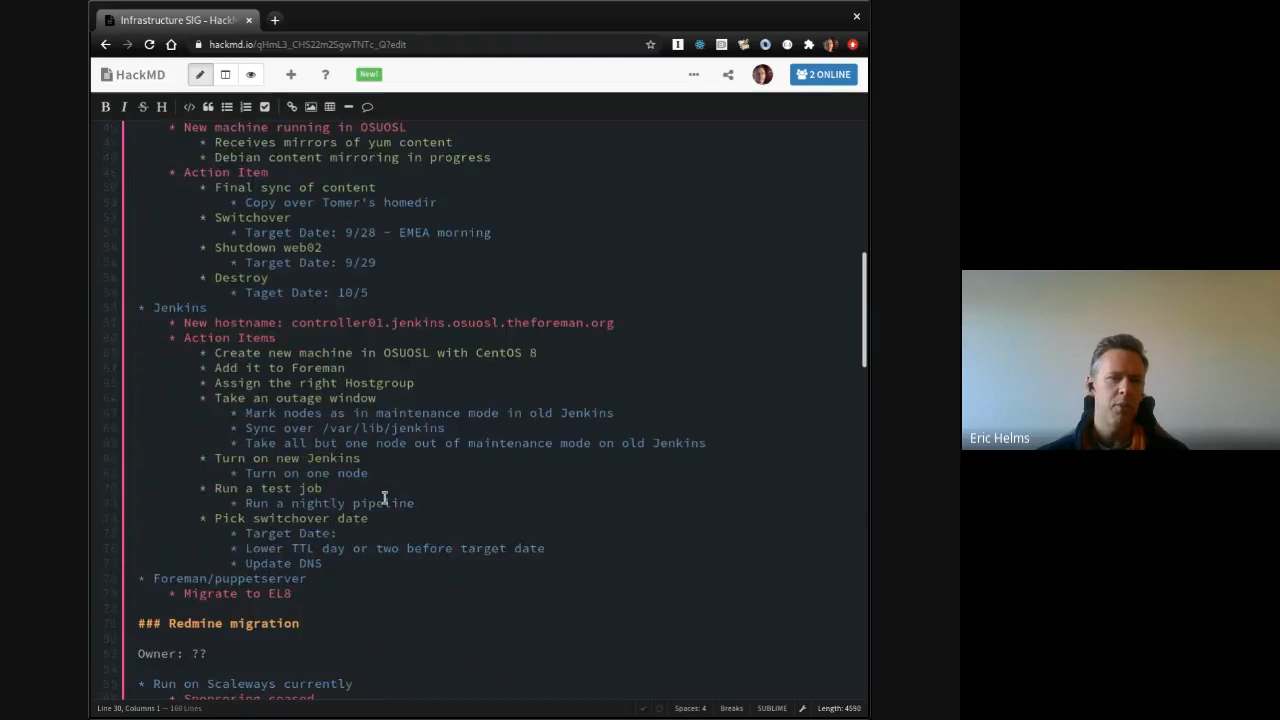 Infrastructure SIG - HackM
hackmd.io/qHmL3_CHS22m2SgwTNTc_Q?edit
HackMD
New!
2 ONLINE
B I S H
* New machine running in OSUOSL
* Receives mirrors of yum content
* Debian content mirroring in progress
* Action Item
* Final sync of content
* Copy over Tomer's homedir
* Switchover
* Target Date: 9/28 - EMEA morning
* Shutdown web02
* Target Date: 9/29
* Destroy
* Taget Date: 10/5
* Jenkins
* New hostname: controller01.jenkins.osuosl.theforeman.org
* Action Items
* Create new machine in OSUOSL with CentOS 8
* Add it to Foreman
* Assign the right Hostgroup
* Take an outage window
* Mark nodes as in maintenance mode in old Jenkins
* Sync over /var/lib/jenkins
* Take all but one node out of maintenance mode on old Jenkins
* Turn on new Jenkins
* Turn on one node
* Run a test job
* Run a nightly pipeline
* Pick switchover date
* Target Date:
* Lower TTL day or two before target date
* Update DNS
* Foreman/puppetserver
* Migrate to EL8
### Redmine migration
Owner: ??
* Run on Scaleways currently
* Sponsoring ceased
Line 30, Columns 1 — 160 Lines
Spaces: 4
Breaks
SUBLIME
Length: 4590
Eric Helms